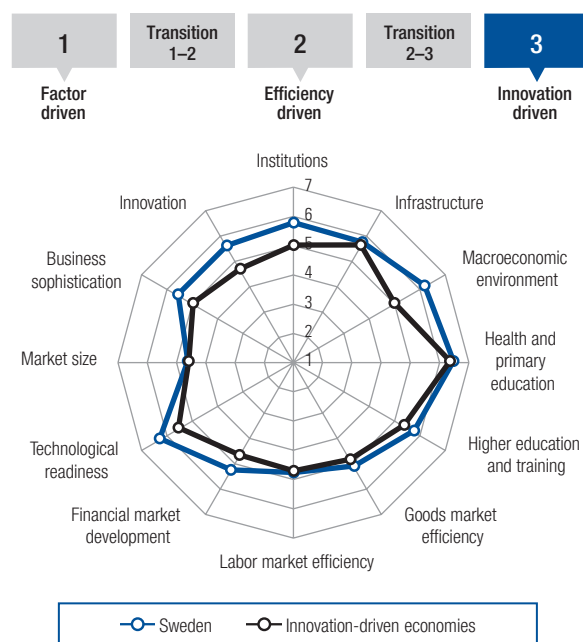 1
Transition
1–2
2
Transition
2–3
3
Factor
driven
Efficiency
driven
Innovation
driven
Institutions
Infrastructure
Macroeconomic
environment
Health and
primary
education
Higher education
and training
Goods market
efficiency
Labor market efficiency
Financial market
development
Technological
readiness
Market size
Business
sophistication
Innovation
7
6
5
4
3
2
1
Sweden
Innovation-driven economies